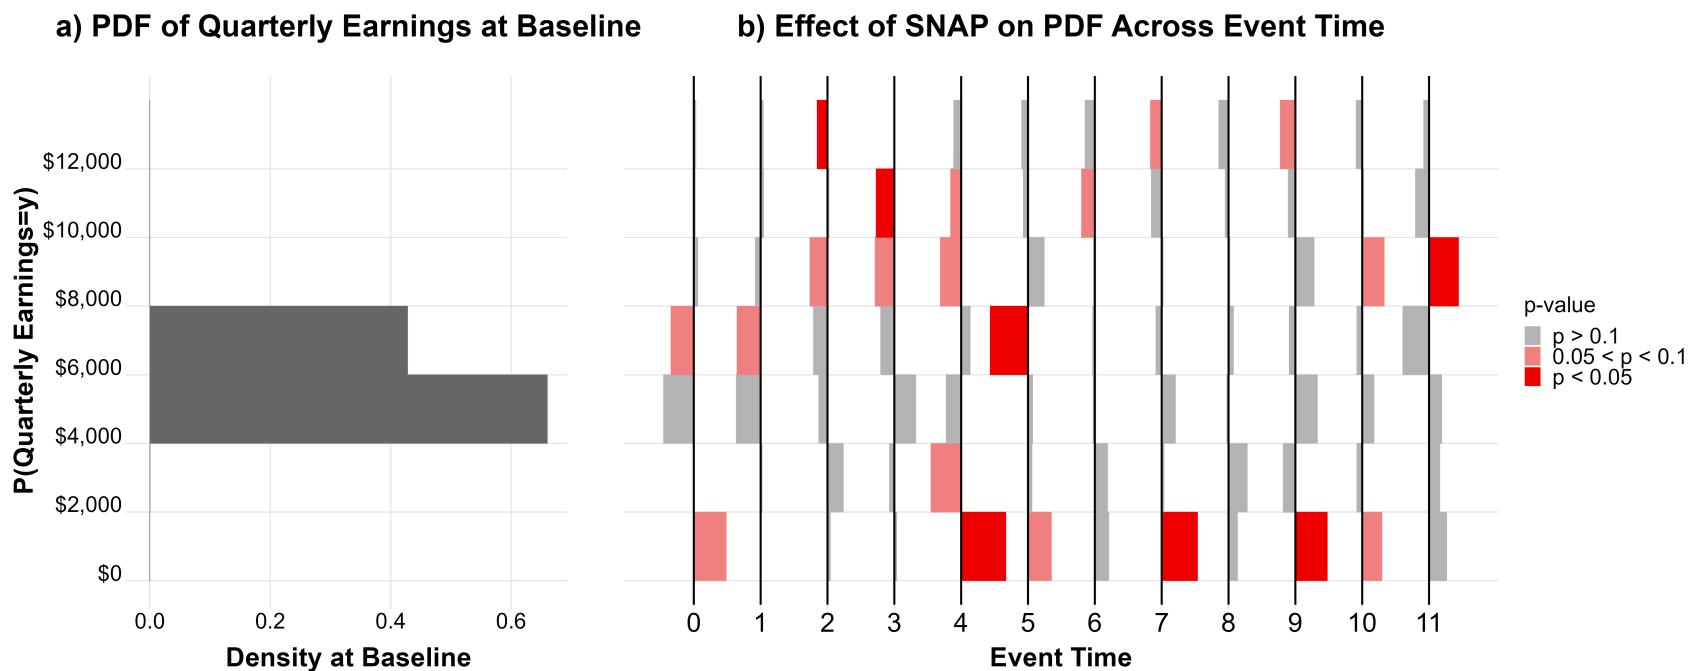 a) PDF of Quarterly Earnings at Baseline
b) Effect of SNAP on PDF Across Event Time
P(Quarterly Earnings=y)
$12,000
$10,000
$8,000
$6,000
$4,000
$2,000
$0
0.0 0.2 0.4 0.6
Density at Baseline
0 1 2 3 4 5 6 7 8 9 10 11
Event Time
p-value
p > 0.1
0.05 < p < 0.1
p < 0.05